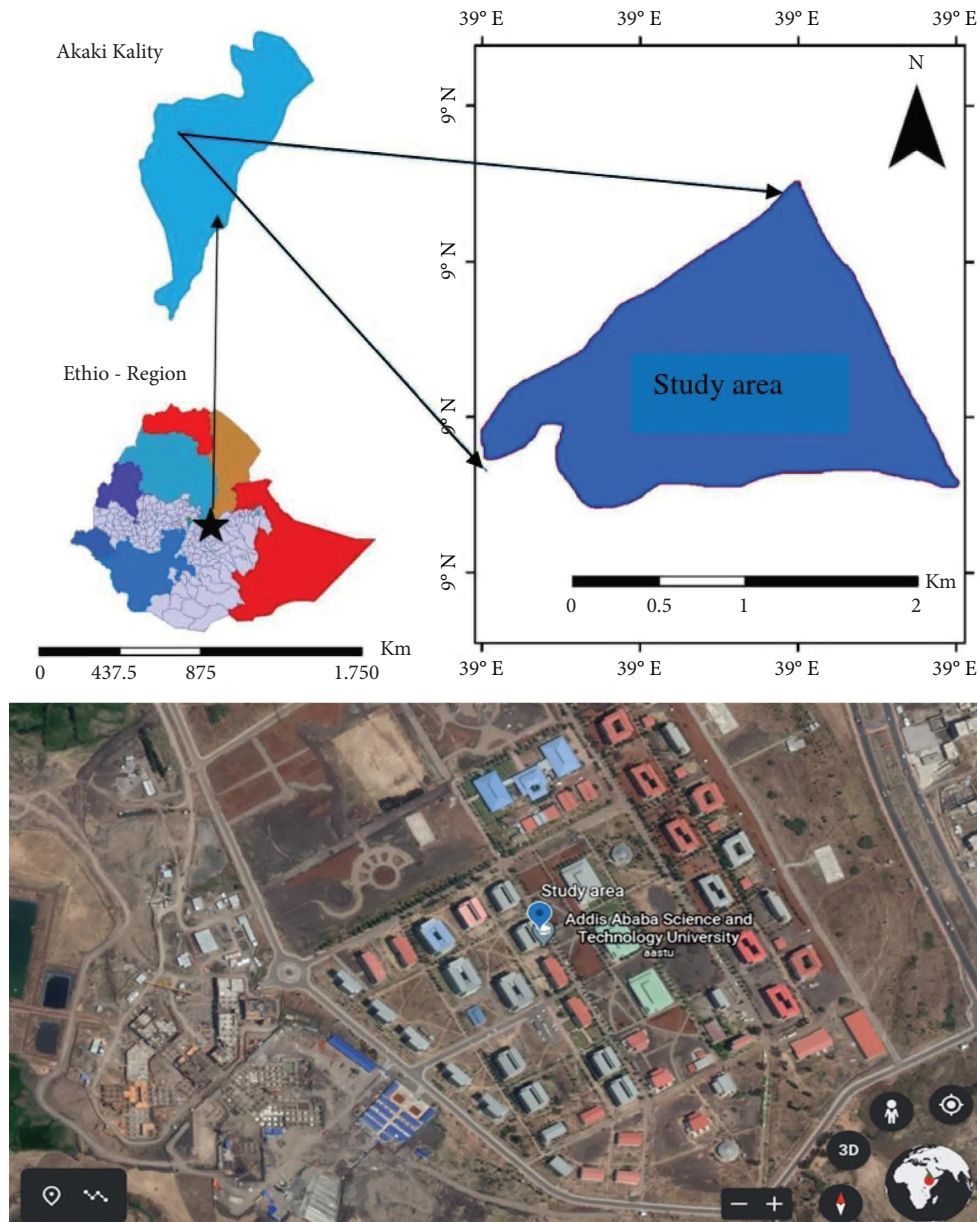 39° E 39° E 39° E 39° E
Akaki Kality
N
9° N
9° N
Study area
Ethio - Region
9° N
9° N
Km
0 0.5 1 2
Km
0 437.5 875 1.750
39° E 39° E 39° E 39° E
Study area
Addis Ababa Science and
Technology University
aastu
3D